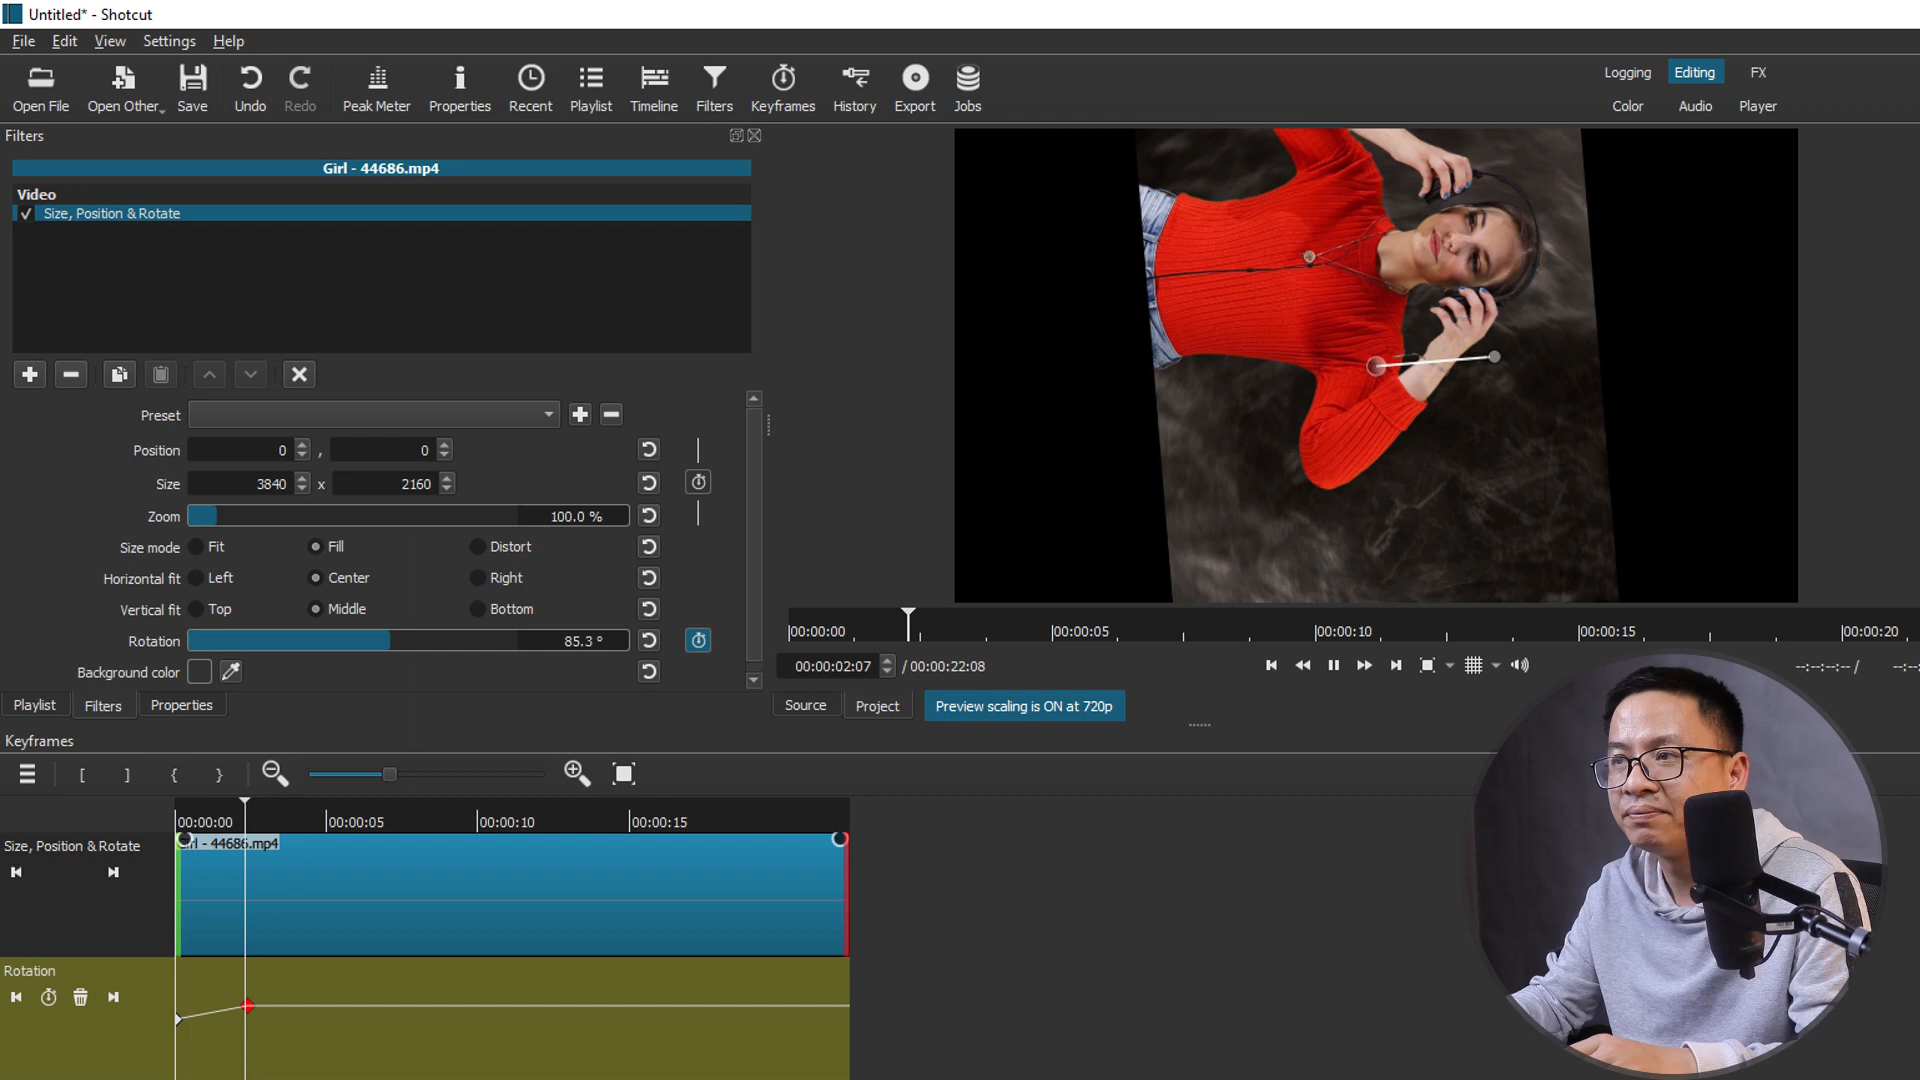 Untitled* - Shotcut
File Edit View Settings Help
Open File Open Other Save Undo Redo Peak Meter Properties Recent Playlist Timeline Filters Keyframes History Export Jobs
Logging Editing FX
Color Audio Player
Filters
Girl - 44686.mp4
Video
Size, Position & Rotate
Preset
Position 0 , 0
Size 3840 x 2160
Zoom 100.0 %
Size mode Fit Fill Distort
Horizontal fit Left Center Right
Vertical fit Top Middle Bottom
Rotation 85.3 °
Background color
Playlist Filters Properties
00:00:00 00:00:05 00:00:10 00:00:15 00:00:20
00:00:02:07 / 00:00:22:08
--:--:--:-- /
Source Project Preview scaling is ON at 720p
Keyframes
[ ] { }
00:00:00 00:00:05 00:00:10 00:00:15
Size, Position & Rotate
- 44686.mp4
Rotation